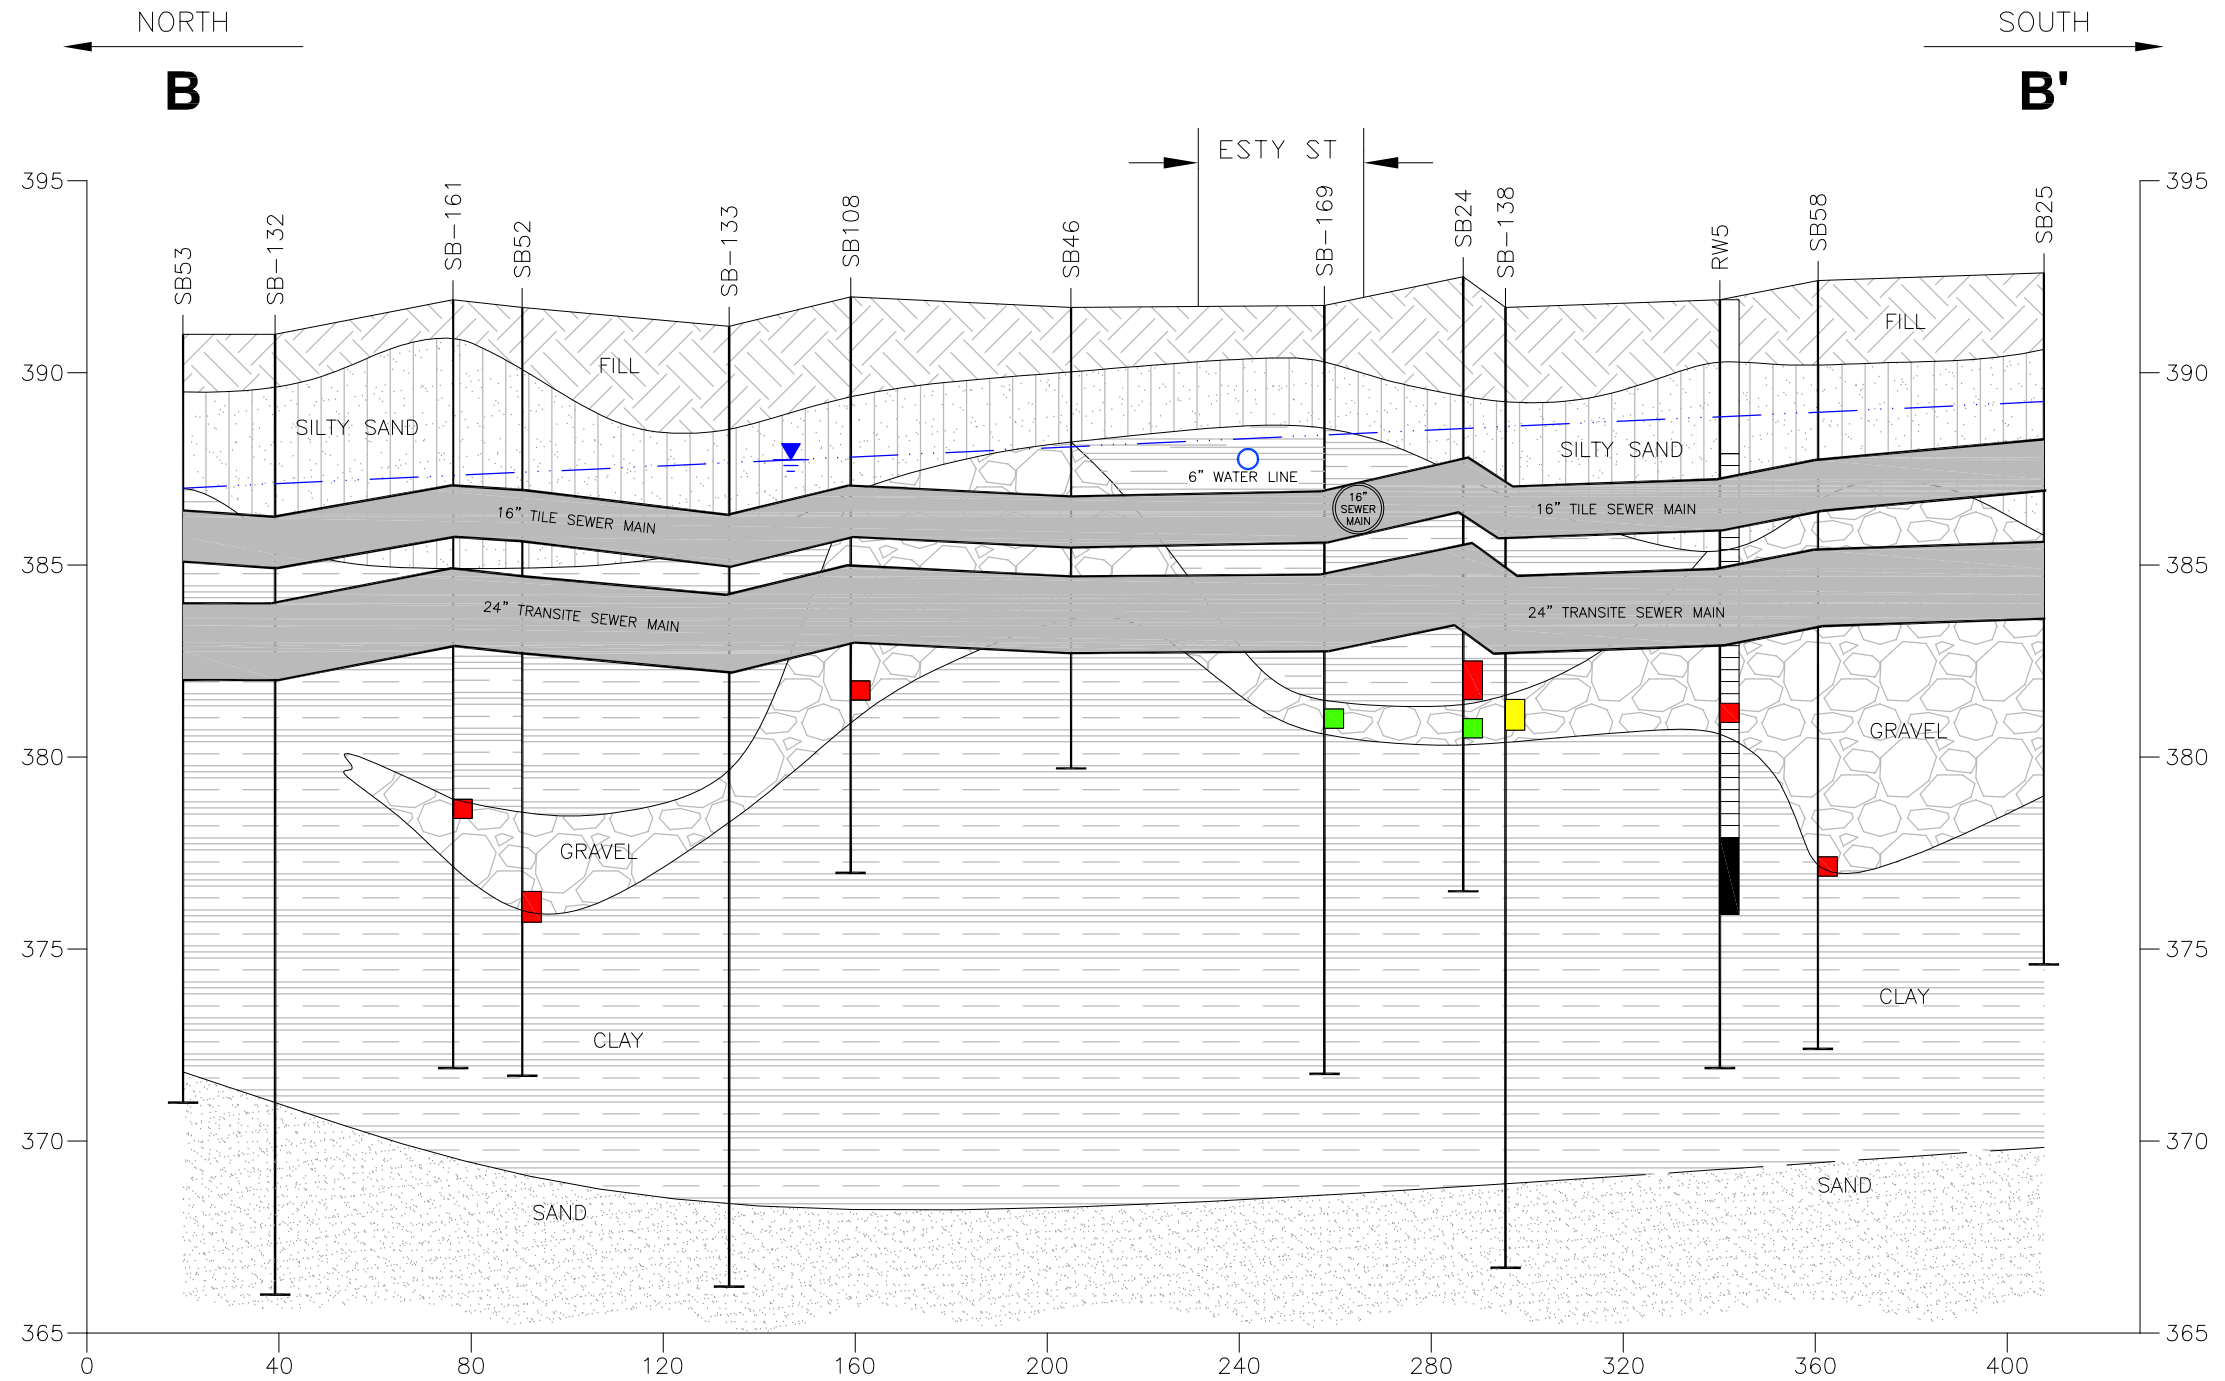 NORTH
SOUTH
B
B'
ESTY ST
SB53
SB-132
SB-161
SB52
SB-133
SB108
SB46
SB-169
SB24
SB-138
RW5
SB58
SB25
395
395
390
390
385
385
380
380
375
375
370
370
365
365
FILL
FILL
SILTY SAND
SILTY SAND
6” WATER LINE
16”
SEWER
MAIN
16” TILE SEWER MAIN
16” TILE SEWER MAIN
24” TRANSITE SEWER MAIN
24” TRANSITE SEWER MAIN
GRAVEL
GRAVEL
CLAY
CLAY
SAND
SAND
0
40
80
120
160
200
240
280
320
360
400